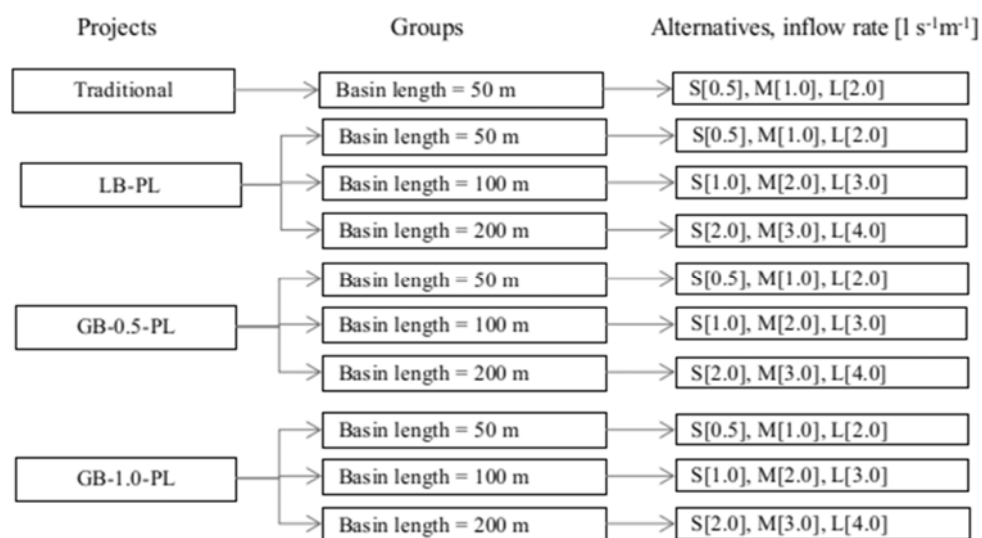 Projects Groups Alternatives, inflow rate [l s⁻¹m⁻¹]
Traditional Basin length = 50 m S[0.5], M[1.0], L[2.0]
Basin length = 50 m S[0.5], M[1.0], L[2.0]
LB-PL Basin length = 100 m S[1.0], M[2.0], L[3.0]
Basin length = 200 m S[2.0], M[3.0], L[4.0]
Basin length = 50 m S[0.5], M[1.0], L[2.0]
GB-0.5-PL Basin length = 100 m S[1.0], M[2.0], L[3.0]
Basin length = 200 m S[2.0], M[3.0], L[4.0]
Basin length = 50 m S[0.5], M[1.0], L[2.0]
GB-1.0-PL Basin length = 100 m S[1.0], M[2.0], L[3.0]
Basin length = 200 m S[2.0], M[3.0], L[4.0]